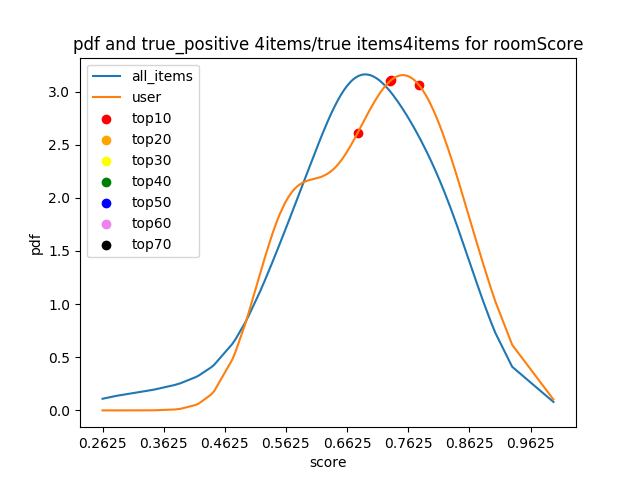 pdf and true_positive 4items/true items4items for roomScore
all_items
user
top10
top20
top30
top40
top50
top60
top70
pdf
3.0
2.5
2.0
1.5
1.0
0.5
0.0
0.2625 0.3625 0.4625 0.5625 0.6625 0.7625 0.8625 0.9625
score